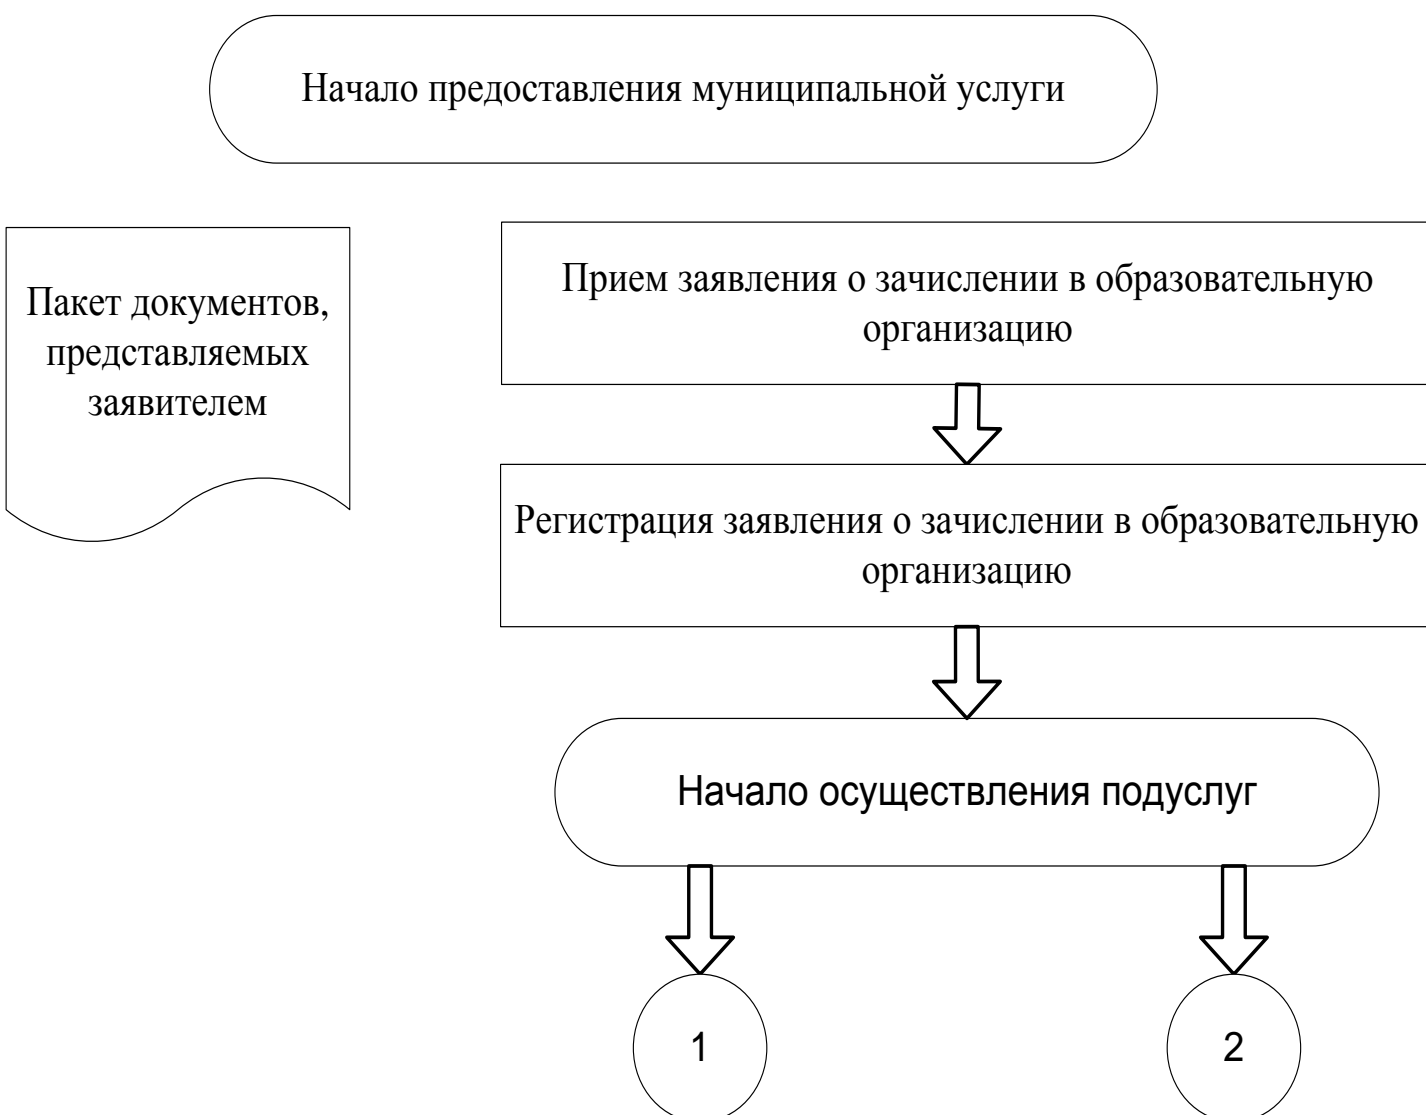 Начало предоставления муниципальной услуги
Пакет документов,
представляемых
заявителем
Прием заявления о зачислении в образовательную
организацию
Регистрация заявления о зачислении в образовательную
организацию
Начало осуществления подуслуг
1
2